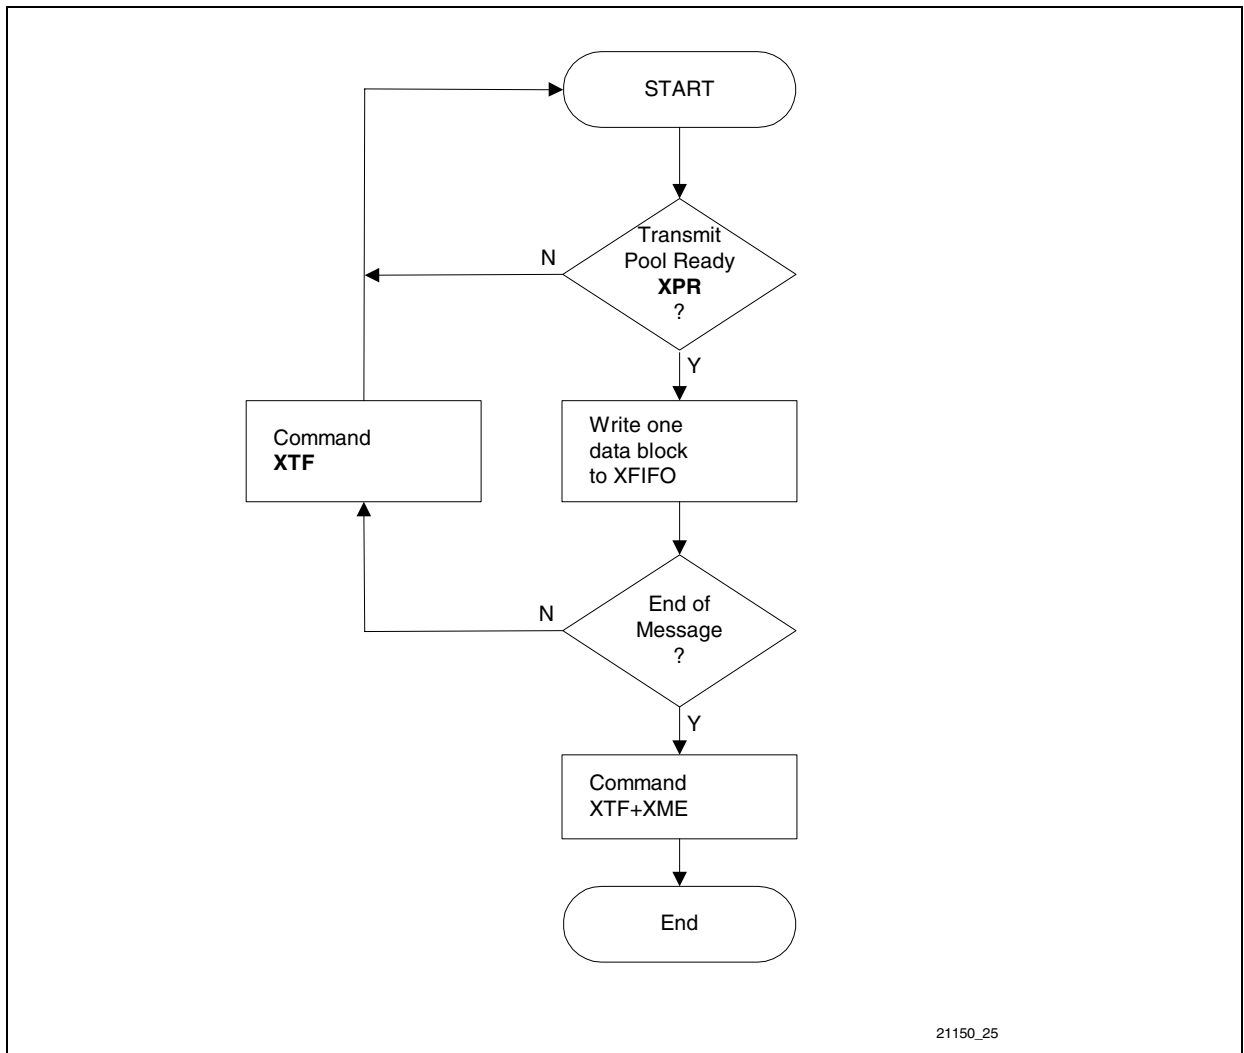 START
Transmit
Pool Ready
XPR
?
N
Y
Command
XTF
Write one
data block
to XFIFO
End of
Message
?
N
Y
Command
XTF+XME
End
21150_25